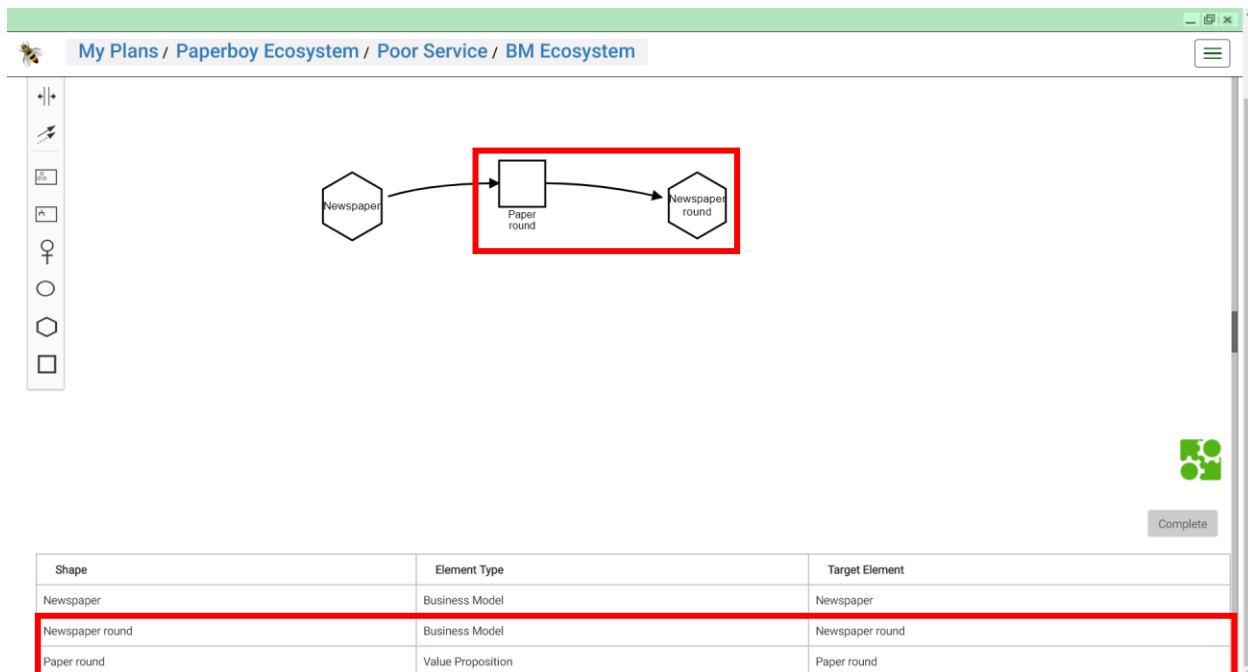 My Plans / Paperboy Ecosystem / Poor Service / BM Ecosystem
Newspaper
Paper
round
Newspaper
round
Complete
Shape Element Type Target Element
Newspaper Business Model Newspaper
Newspaper round Business Model Newspaper round
Paper round Value Proposition Paper round